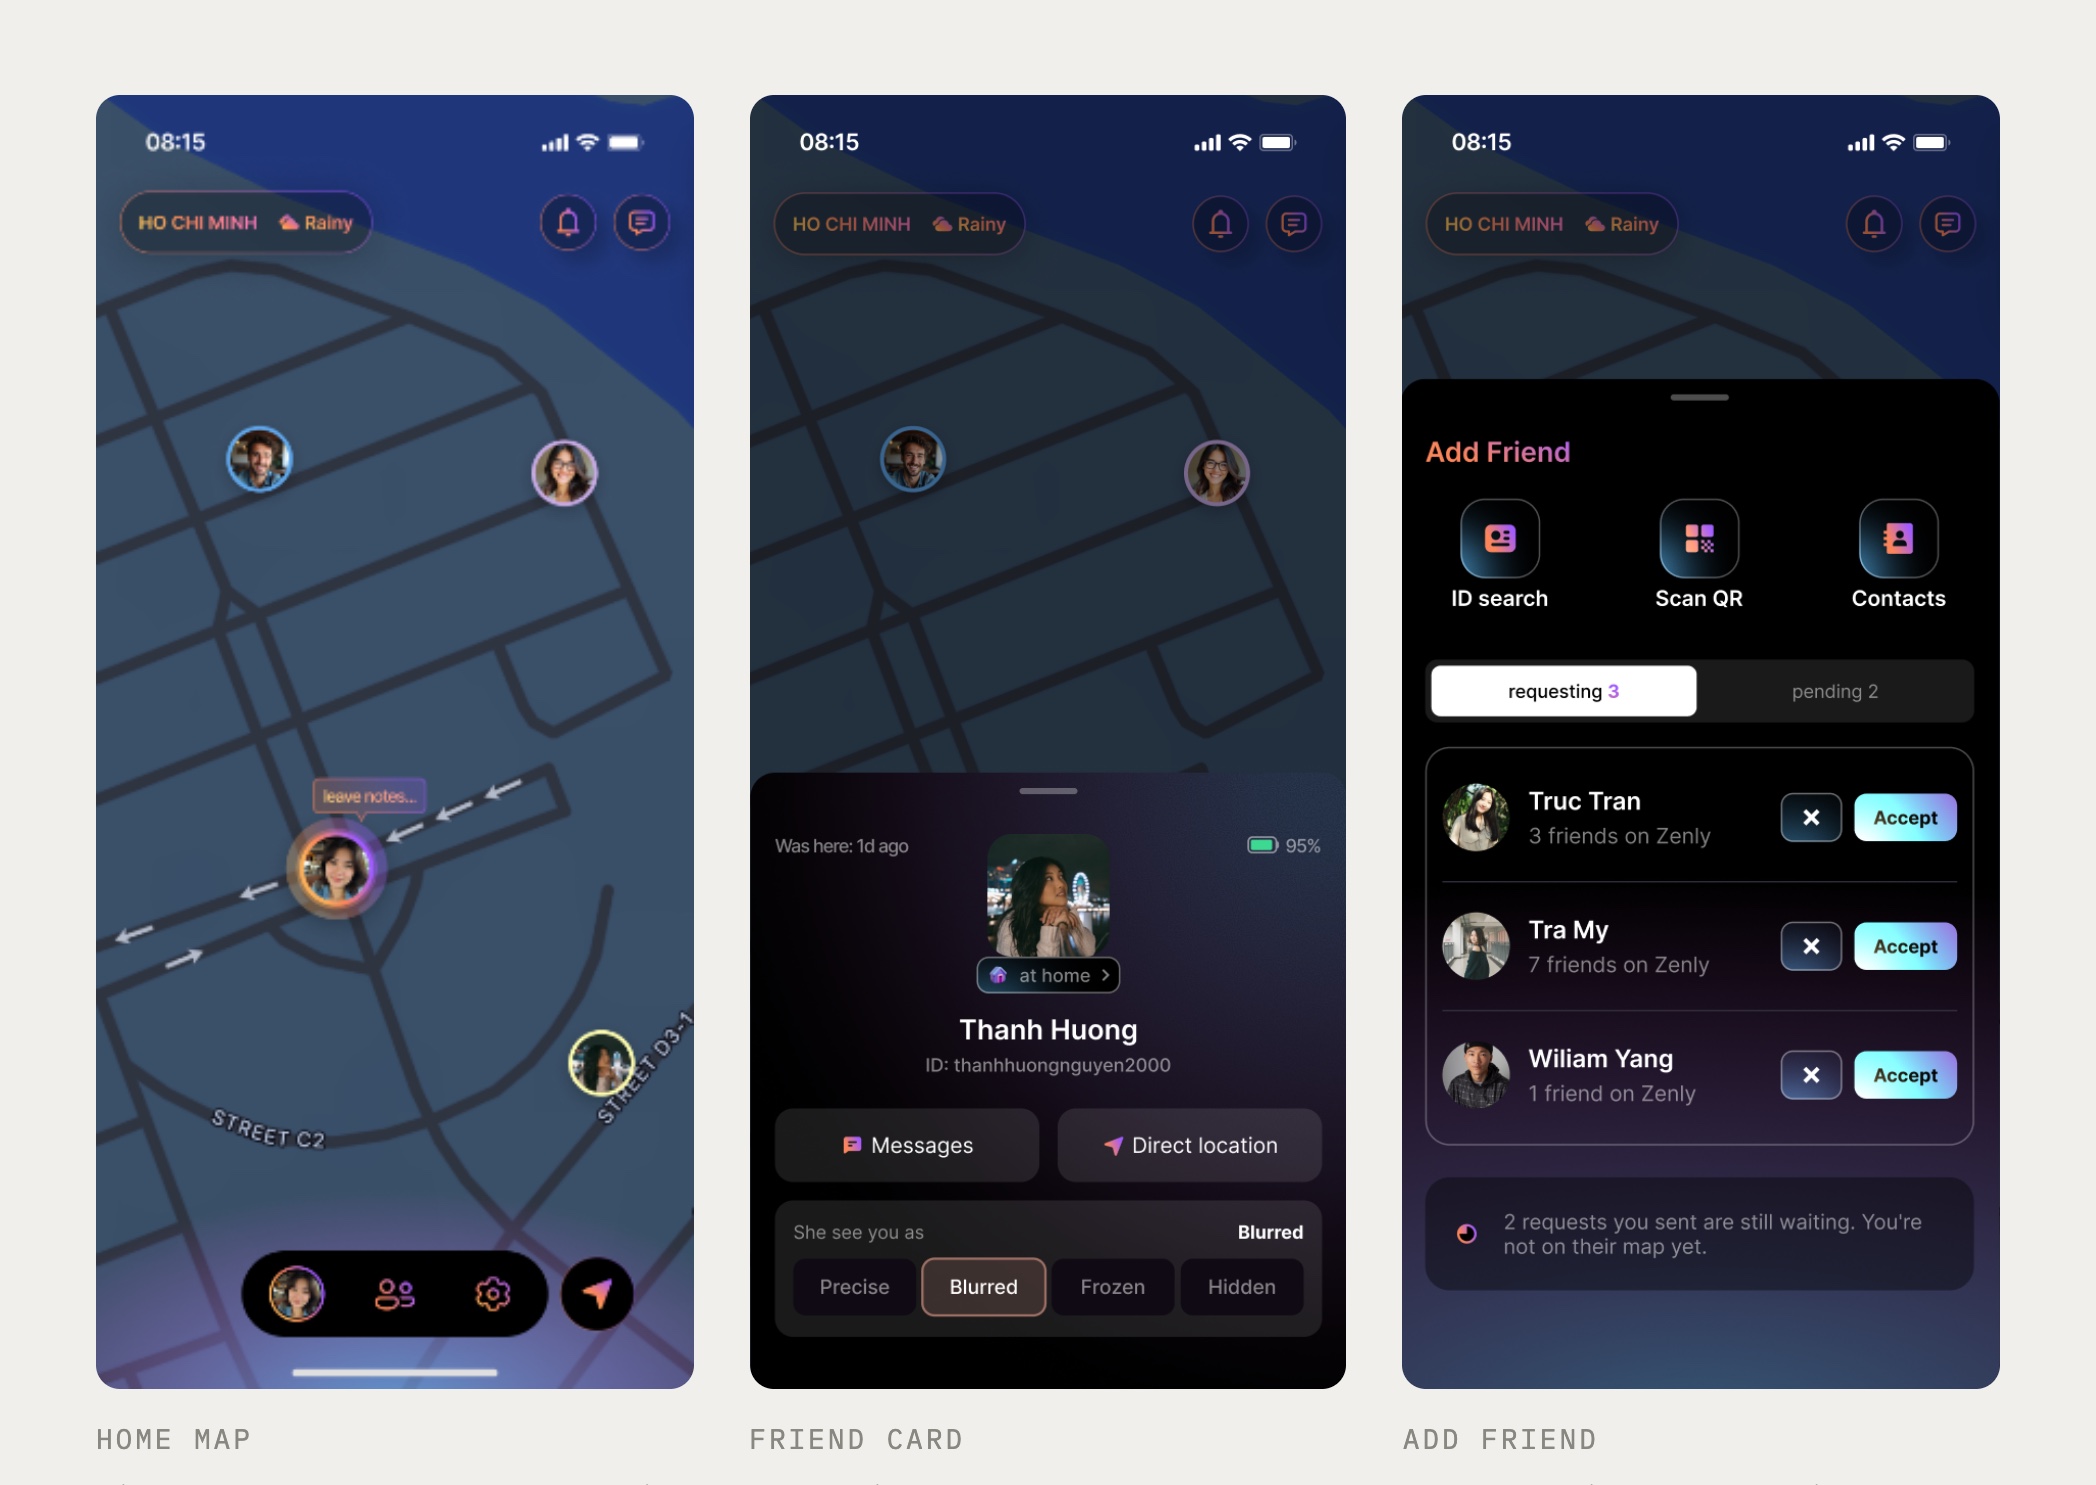 08:15
HO CHI MINH Rainy
leave notes...
STREET D3-1
STREET C2
HOME MAP
08:15
HO CHI MINH Rainy
Was here: 1d ago
95%
at home
Thanh Huong
ID: thanhhuongnguyen2000
Messages
Direct location
She see you as
Blurred
Precise
Blurred
Frozen
Hidden
FRIEND CARD
08:15
HO CHI MINH Rainy
Add Friend
ID search
Scan QR
Contacts
requesting 3
pending 2
Truc Tran
3 friends on Zenly
Accept
Tra My
7 friends on Zenly
Accept
Wiliam Yang
1 friend on Zenly
Accept
2 requests you sent are still waiting. You're
not on their map yet.
ADD FRIEND